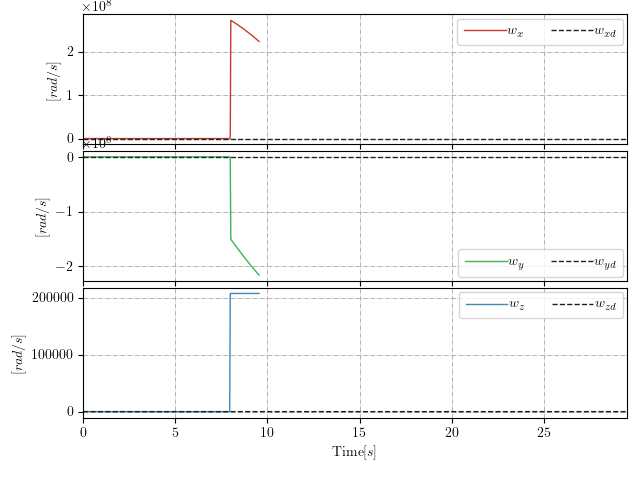 ×10⁸
2
1
0
[rad/s]
w_x w_xd
×10⁸
0
−1
−2
[rad/s]
w_y w_yd
200000
100000
0
[rad/s]
w_z w_zd
0 5 10 15 20 25
Time[s]